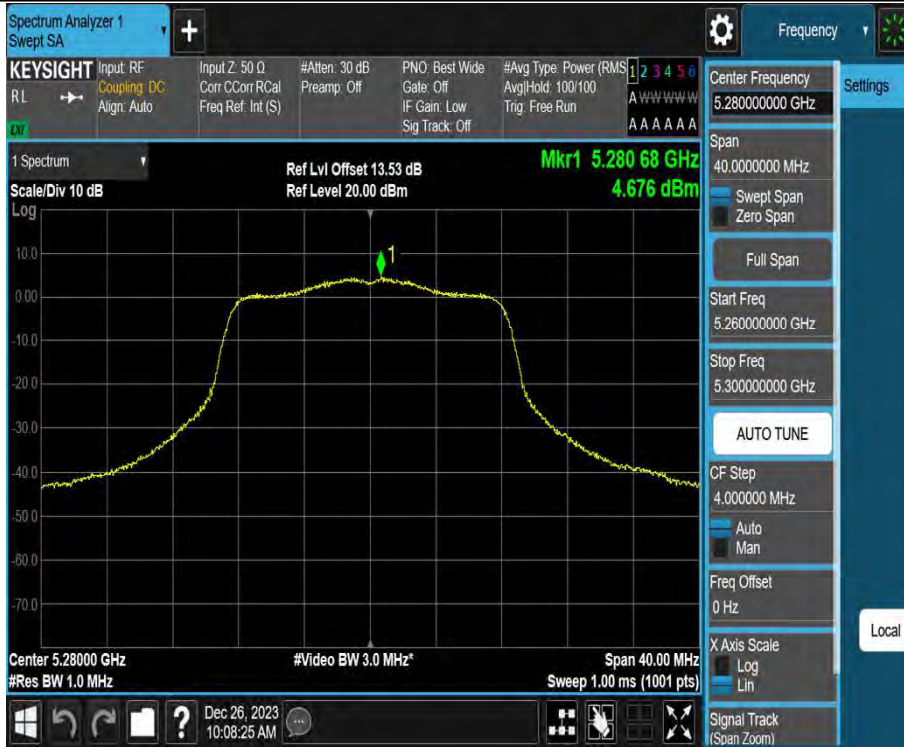 Spectrum Analyzer 1
Swept SA
+
Frequency
KEYSIGHT
RL
LXI
Input: RF
Coupling: DC
Align: Auto
Input Z: 50 Ω
Corr CCorr RCal
Freq Ref: Int (S)
#Atten: 30 dB
Preamp: Off
PNO: Best Wide
Gate: Off
IF Gain: Low
Sig Track: Off
#Avg Type: Power (RMS
Avg|Hold: 100/100
Trig: Free Run
1 2 3 4 5 6
A W W W W W
A A A A A A
1 Spectrum
Scale/Div 10 dB
Log
Ref Lvl Offset 13.53 dB
Ref Level 20.00 dBm
Mkr1 5.280 68 GHz
4.676 dBm
1
10.0
0.00
-10.0
-20.0
-30.0
-40.0
-50.0
-60.0
-70.0
Center 5.28000 GHz
#Res BW 1.0 MHz
#Video BW 3.0 MHz*
Span 40.00 MHz
Sweep 1.00 ms (1001 pts)
?
Dec 26, 2023
10:08:25 AM
Center Frequency
5.280000000 GHz
Span
40.0000000 MHz
Swept Span
Zero Span
Full Span
Start Freq
5.260000000 GHz
Stop Freq
5.300000000 GHz
AUTO TUNE
CF Step
4.000000 MHz
Auto
Man
Freq Offset
0 Hz
X Axis Scale
Log
Lin
Signal Track
(Span Zoom)
Settings
Local